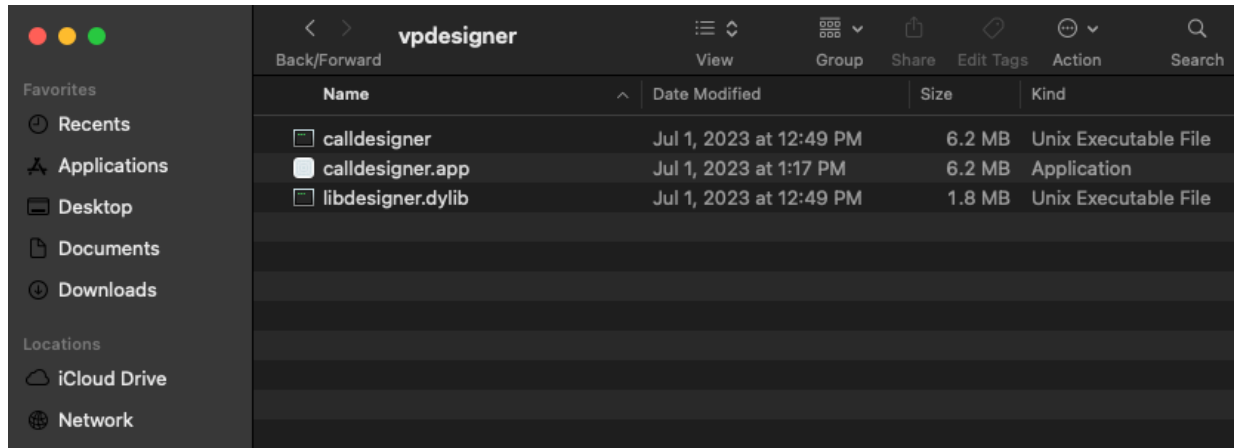 vpdesigner
Back/Forward View Group Share Edit Tags Action Search
Favorites
Recents
Applications
Desktop
Documents
Downloads
Locations
iCloud Drive
Network
Name Date Modified Size Kind
calldesigner Jul 1, 2023 at 12:49 PM 6.2 MB Unix Executable File
calldesigner.app Jul 1, 2023 at 1:17 PM 6.2 MB Application
libdesigner.dylib Jul 1, 2023 at 12:49 PM 1.8 MB Unix Executable File